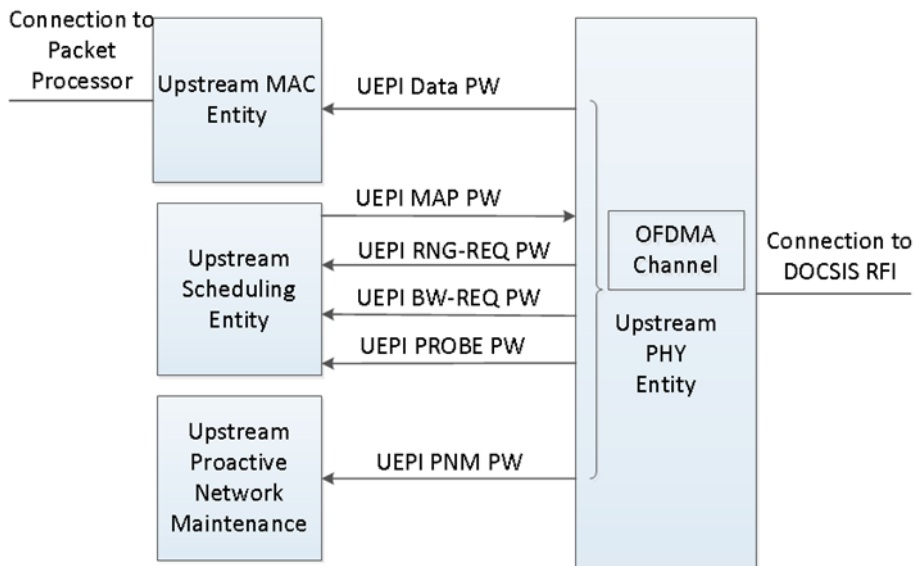 Connection to
Packet
Processor
Upstream MAC
Entity
UEPI Data PW
UEPI MAP PW
UEPI RNG-REQ PW
UEPI BW-REQ PW
UEPI PROBE PW
Upstream
Scheduling
Entity
Upstream
Proactive
Network
Maintenance
UEPI PNM PW
OFDMA
Channel
Upstream
PHY
Entity
Connection to
DOCSIS RFI